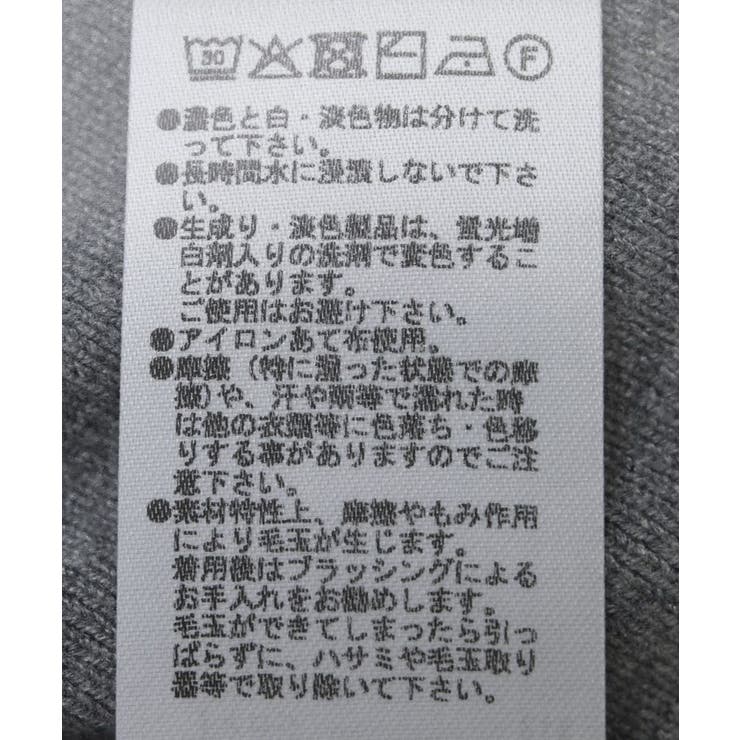 30 F
●濃色と白・淡色物は分けて洗
って下さい。
●長時間水に浸漬しないで下さ
い。
●生成り・淡色製品は、蛍光増
白剤入りの洗剤で変色するこ
とがあります。
ご使用はお避け下さい。
●アイロンあて布使用。
●摩擦（特に湿った状態での摩
擦）や、汗や雨等で濡れた時
は他の衣類等に色落ち・色移
りする事がありますのでご注
意下さい。
●素材特性上、摩擦やもみ作用
により毛玉が生じます。
着用後はブラッシングによる
お手入れをお勧めします。
毛玉ができてしまったら引っ
ぱらずに、ハサミや毛玉取り
器等で取り除いて下さい。